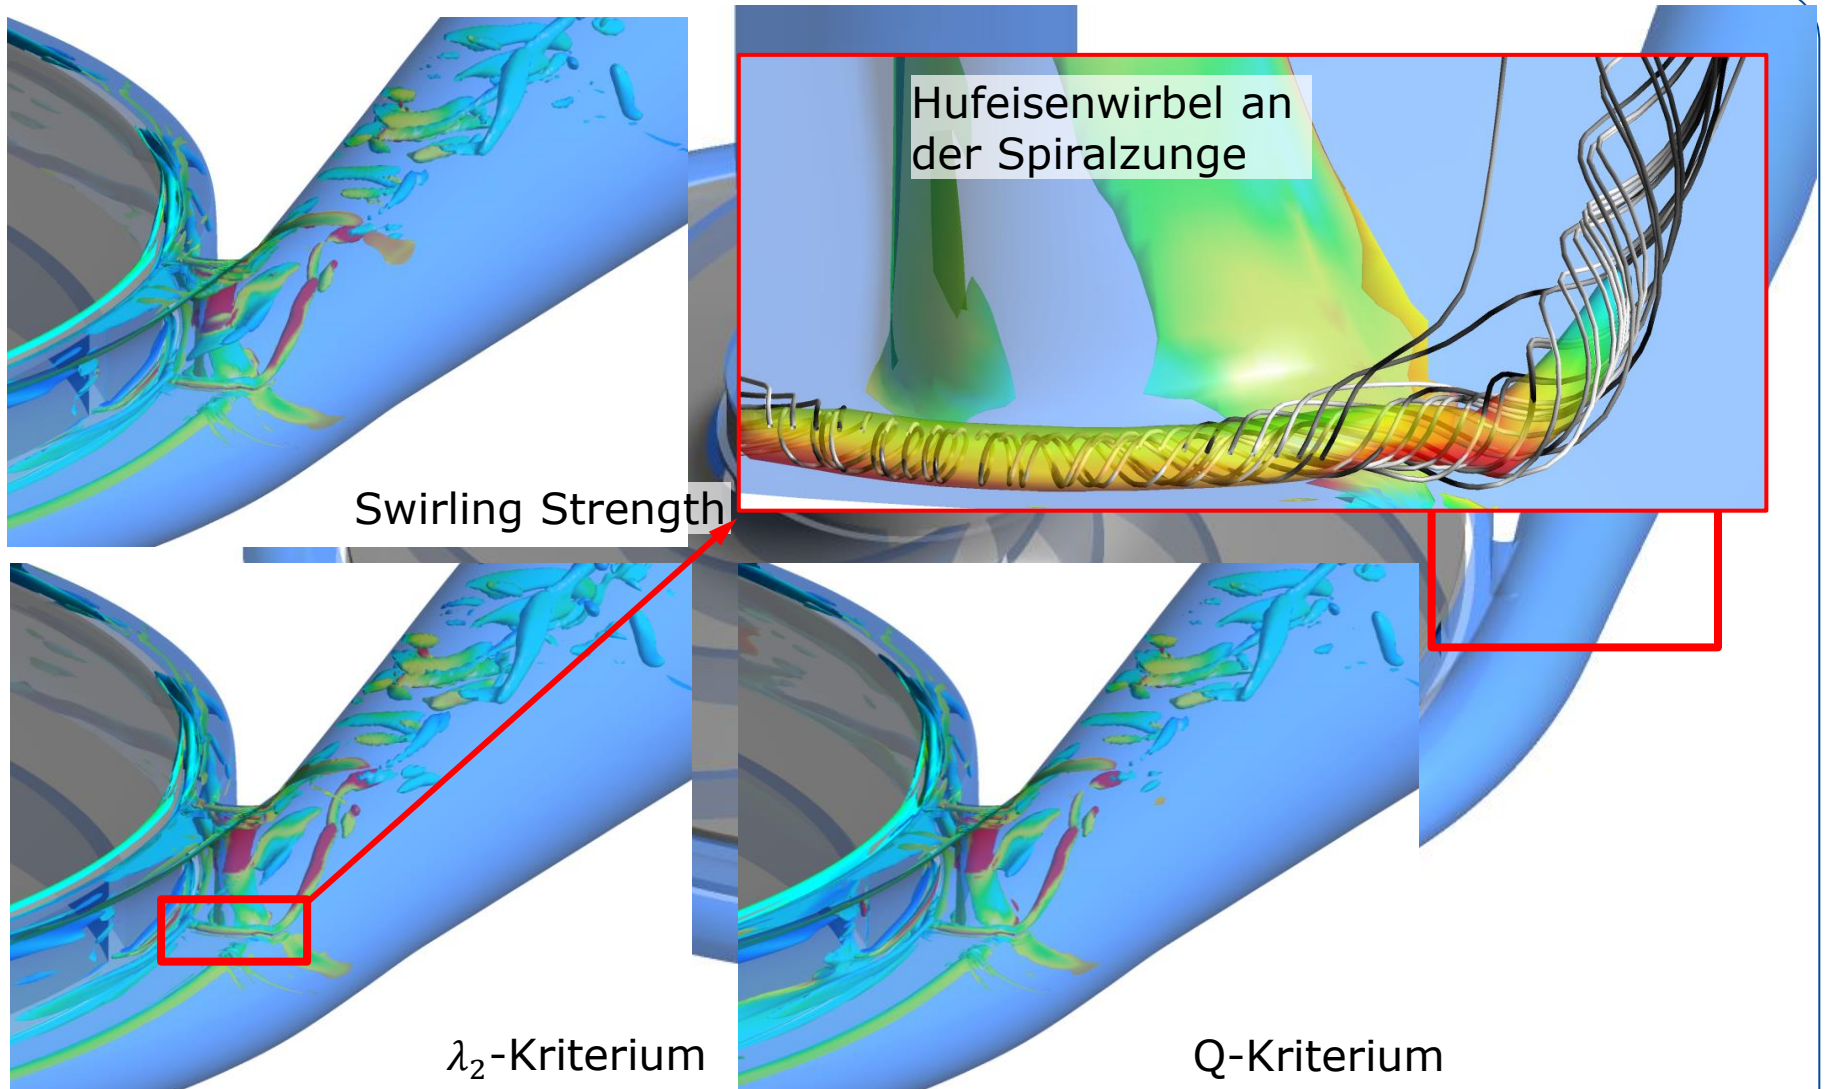 Hufeisenwirbel an
der Spiralzunge
Swirling Strength
λ₂-Kriterium
Q-Kriterium